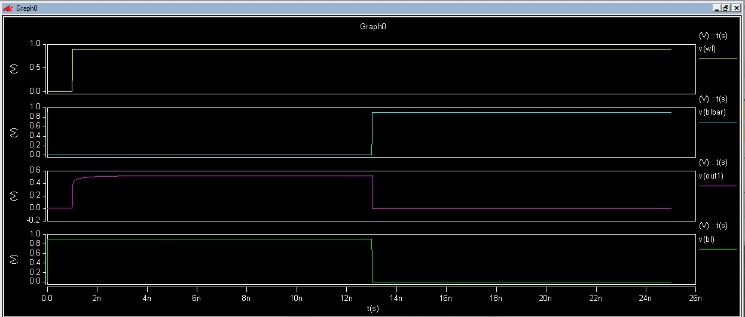 Graph0
Graph0
(V) : t(s)
1.0
v(wl)
(V)
0.5
0.0
(V) : t(s)
1.0
v(blbar)
0.8
(V)
0.6
0.4
0.2
0.0
(V) : t(s)
0.6
v(out1)
0.4
(V)
0.2
0.0
-0.2
(V) : t(s)
1.0
v(bl)
0.8
(V)
0.6
0.4
0.2
0.0
0.0 2n 4n 6n 8n 10n 12n 14n 16n 18n 20n 22n 24n 26n
t(s)